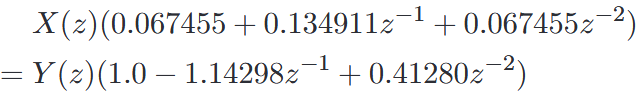 X(z)(0.067455 + 0.134911z⁻¹ + 0.067455z⁻²)
= Y(z)(1.0 − 1.14298z⁻¹ + 0.41280z⁻²)